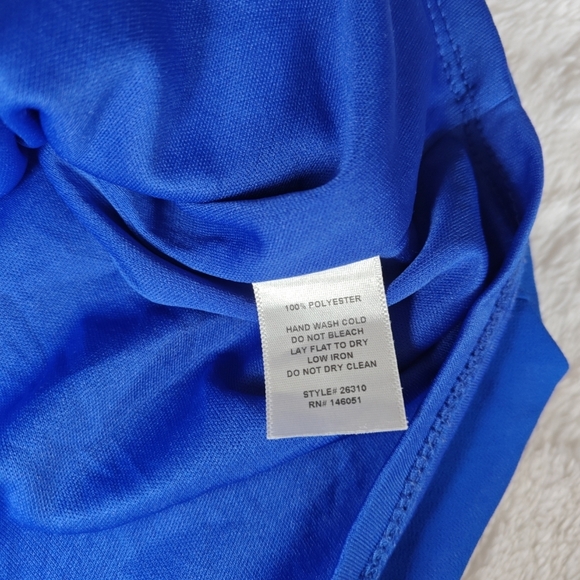 100% POLYESTER
HAND WASH COLD
DO NOT BLEACH
LAY FLAT TO DRY
LOW IRON
DO NOT DRY CLEAN
STYLE# 26310
RN# 146051